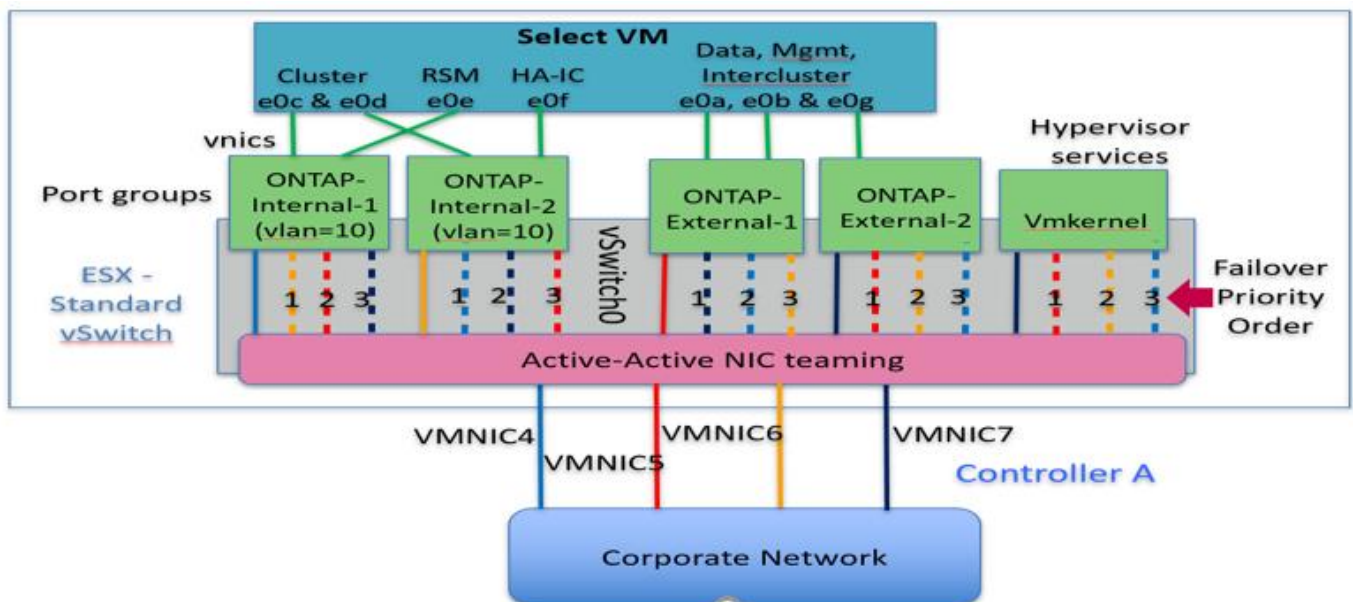 Select VM
Cluster
e0c & e0d
RSM
e0e
HA-IC
e0f
Data, Mgmt,
Intercluster
e0a, e0b & e0g
vnics
Hypervisor
services
Port groups
ONTAP-
Internal-1
(vlan=10)
ONTAP-
Internal-2
(vlan=10)
ONTAP-
External-1
ONTAP-
External-2
Vmkernel
ESX -
Standard
vSwitch
vSwitch0
1 2 3
1 2 3
1 2 3
1 2 3
1 2 3
Failover
Priority
Order
Active-Active NIC teaming
VMNIC4
VMNIC5
VMNIC6
VMNIC7
Controller A
Corporate Network